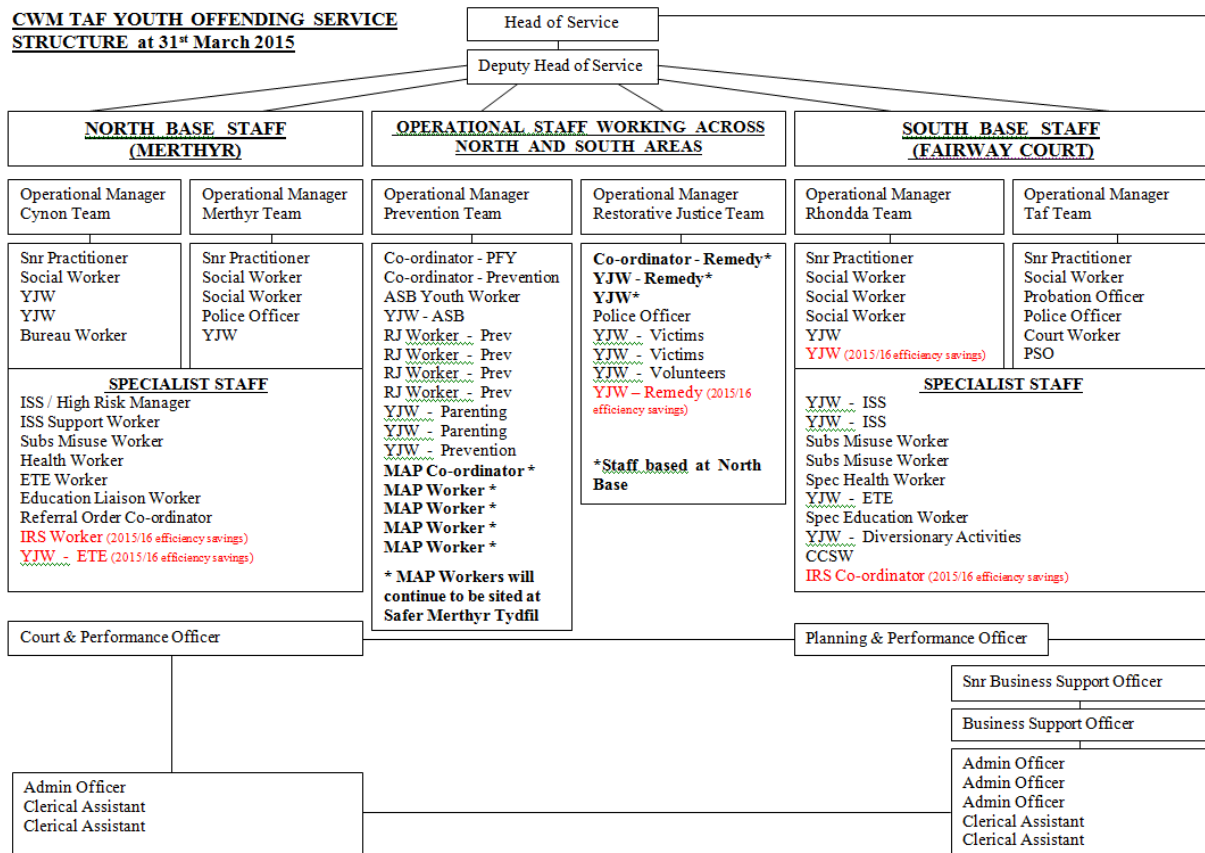 CWM TAF YOUTH OFFENDING SERVICE
STRUCTURE at 31st March 2015
Head of Service
Deputy Head of Service
NORTH BASE STAFF
(MERTHYR)
OPERATIONAL STAFF WORKING ACROSS
NORTH AND SOUTH AREAS
SOUTH BASE STAFF
(FAIRWAY COURT)
Operational Manager
Cynon Team
Operational Manager
Merthyr Team
Operational Manager
Prevention Team
Operational Manager
Restorative Justice Team
Operational Manager
Rhondda Team
Operational Manager
Taf Team
Snr Practitioner
Social Worker
YJW
YJW
Bureau Worker
Snr Practitioner
Social Worker
Social Worker
Police Officer
YJW
SPECIALIST STAFF
ISS / High Risk Manager
ISS Support Worker
Subs Misuse Worker
Health Worker
ETE Worker
Education Liaison Worker
Referral Order Co-ordinator
IRS Worker (2015/16 efficiency savings)
YJW - ETE (2015/16 efficiency savings)
Co-ordinator - PFY
Co-ordinator - Prevention
ASB Youth Worker
YJW - ASB
RJ Worker - Prev
RJ Worker - Prev
RJ Worker - Prev
RJ Worker - Prev
YJW - Parenting
YJW - Parenting
YJW - Prevention
MAP Co-ordinator *
MAP Worker *
MAP Worker *
MAP Worker *
MAP Worker *
* MAP Workers will
continue to be sited at
Safer Merthyr Tydfil
Co-ordinator - Remedy*
YJW - Remedy*
YJW*
Police Officer
YJW - Victims
YJW - Victims
YJW - Volunteers
YJW – Remedy (2015/16
efficiency savings)
*Staff based at North
Base
Snr Practitioner
Social Worker
Social Worker
Social Worker
YJW
YJW (2015/16 efficiency savings)
Snr Practitioner
Social Worker
Probation Officer
Police Officer
Court Worker
PSO
SPECIALIST STAFF
YJW - ISS
YJW - ISS
Subs Misuse Worker
Subs Misuse Worker
Spec Health Worker
YJW - ETE
Spec Education Worker
YJW - Diversionary Activities
CCSW
IRS Co-ordinator (2015/16 efficiency savings)
Court & Performance Officer
Planning & Performance Officer
Snr Business Support Officer
Business Support Officer
Admin Officer
Clerical Assistant
Clerical Assistant
Admin Officer
Admin Officer
Admin Officer
Clerical Assistant
Clerical Assistant